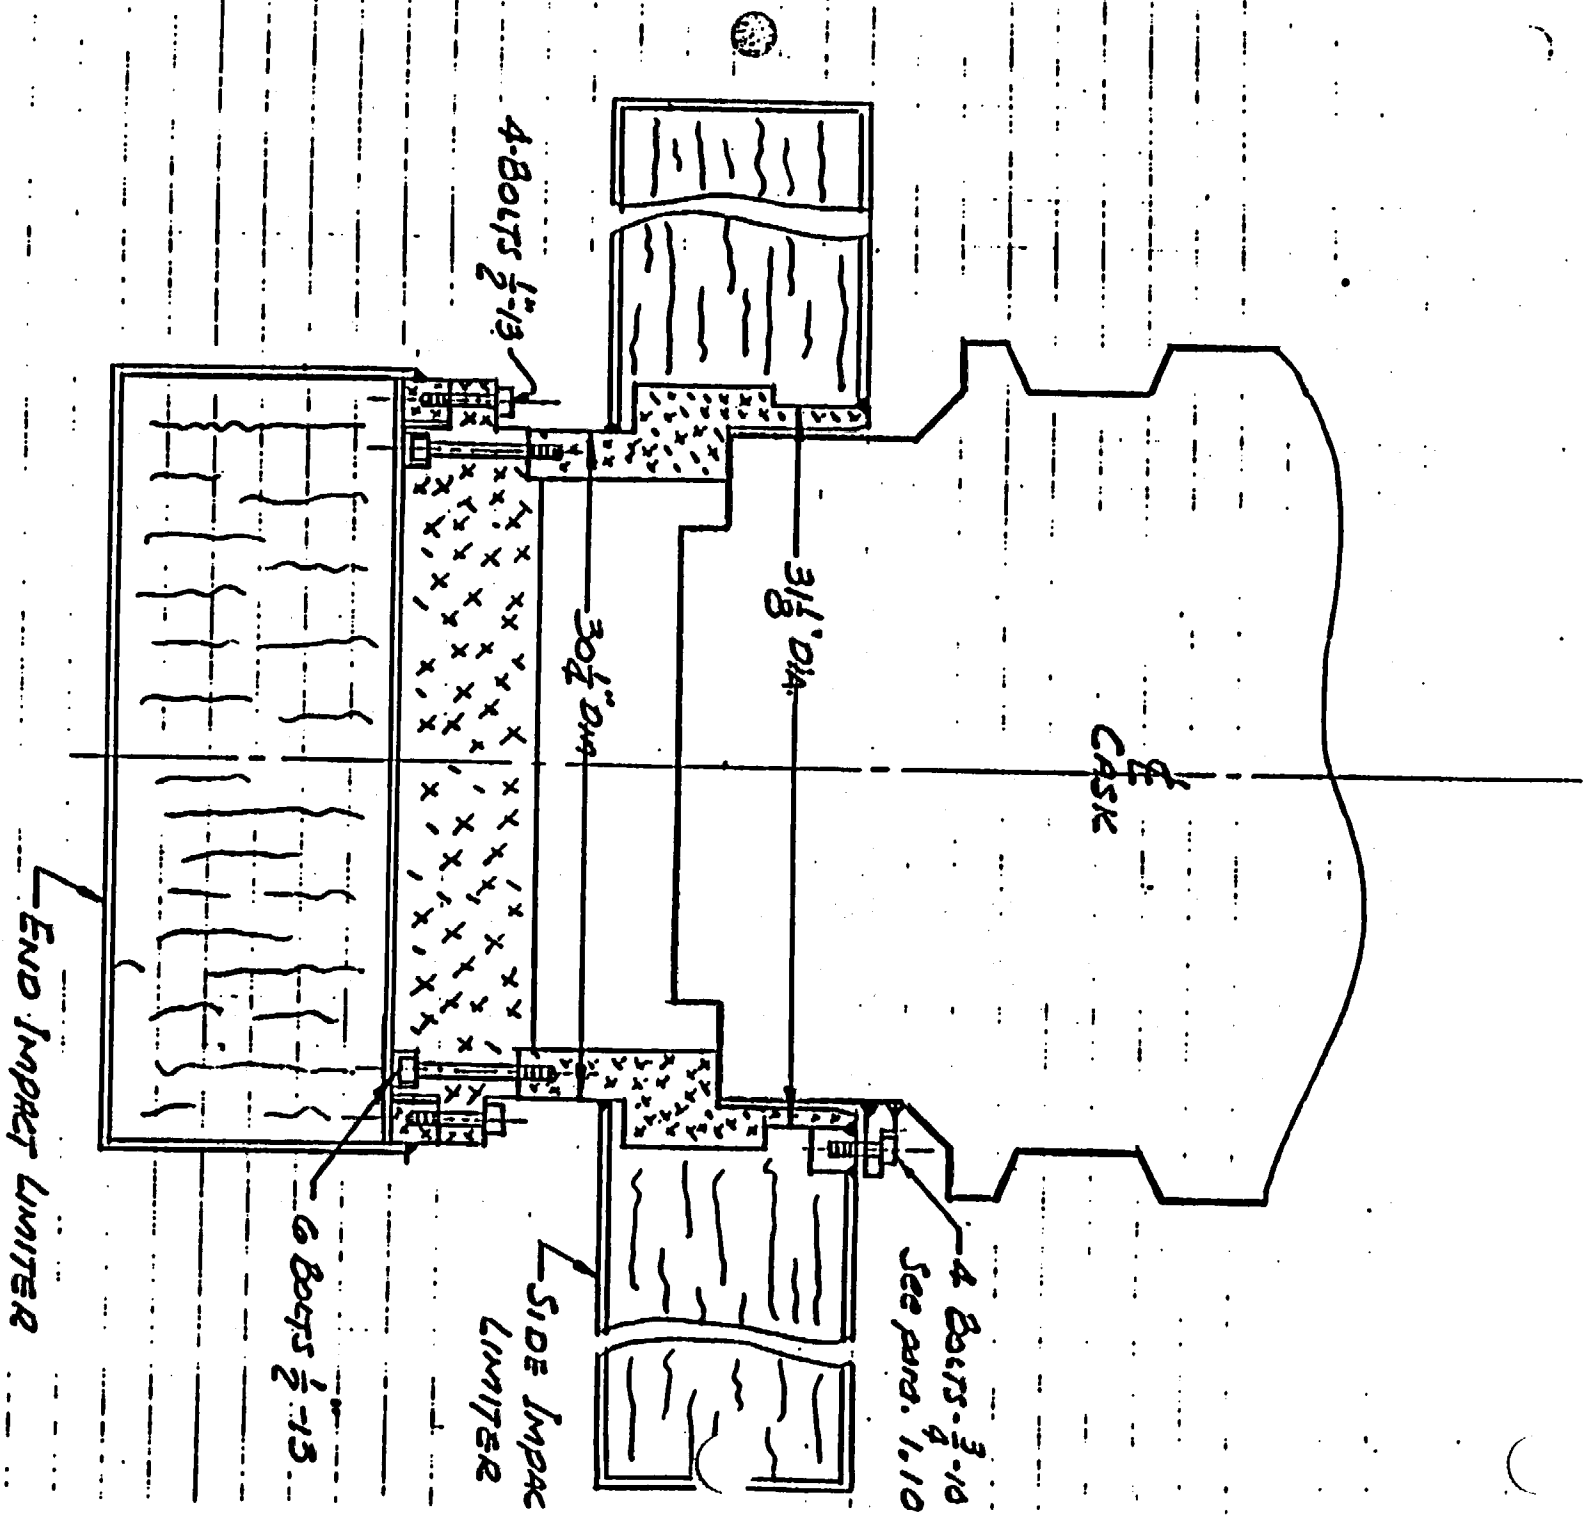 4-BOLTS 1/2"-13
31 1/8" DIA.
30 1/4" DIA
℄
CASK
4 BOLTS-3/4-10
See para. 1.10
SIDE IMPAC
LIMITER
6 BOLTS 1/2"-13
END IMPACT LIMITER